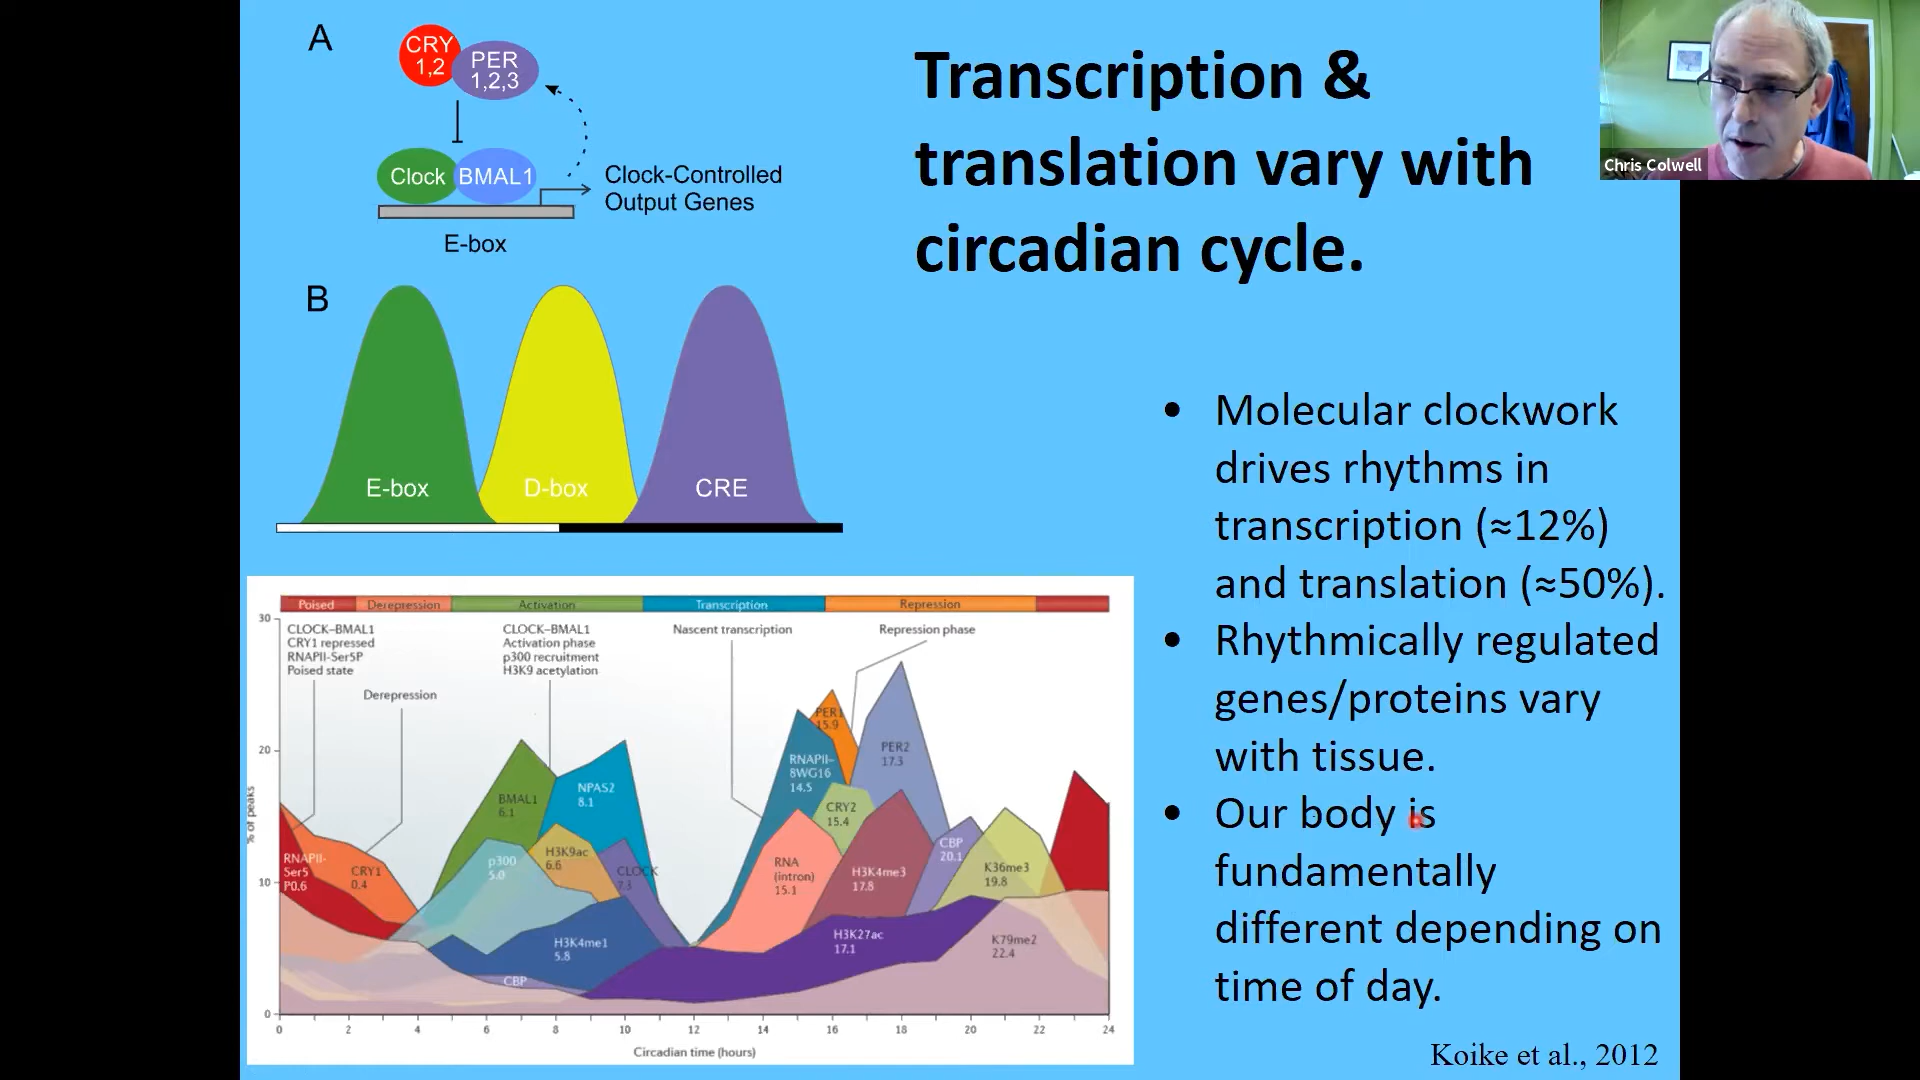 A
CRY
1,2
PER
1,2,3
Clock
BMAL1
Clock-Controlled
Output Genes
E-box
B
E-box
D-box
CRE
Transcription &
translation vary with
circadian cycle.
Chris Colwell
• Molecular clockwork
drives rhythms in
transcription (≈12%)
and translation (≈50%).
• Rhythmically regulated
genes/proteins vary
with tissue.
• Our body is
fundamentally
different depending on
time of day.
Koike et al., 2012
Poised
Derepression
Activation
Transcription
Repression
CLOCK–BMAL1
CRY1 repressed
RNAPII-Ser5P
Poised state
Derepression
CLOCK–BMAL1
Activation phase
p300 recruitment
H3K9 acetylation
Nascent transcription
Repression phase
% of peaks
30
20
10
0
RNAPII-
Ser5
P0.6
CRY1
0.4
BMAL1
6.1
p300
5.0
NPAS2
8.1
H3K9ac
6.6
CLOCK
7.3
H3K4me1
5.8
CBP
RNAPII–
8WG16
14.5
PER1
15.9
CRY2
15.4
PER2
17.3
RNA
(intron)
15.1
H3K4me3
17.8
CBP
20.1
K36me3
19.8
H3K27ac
17.1
K79me2
22.4
0 2 4 6 8 10 12 14 16 18 20 22 24
Circadian time (hours)